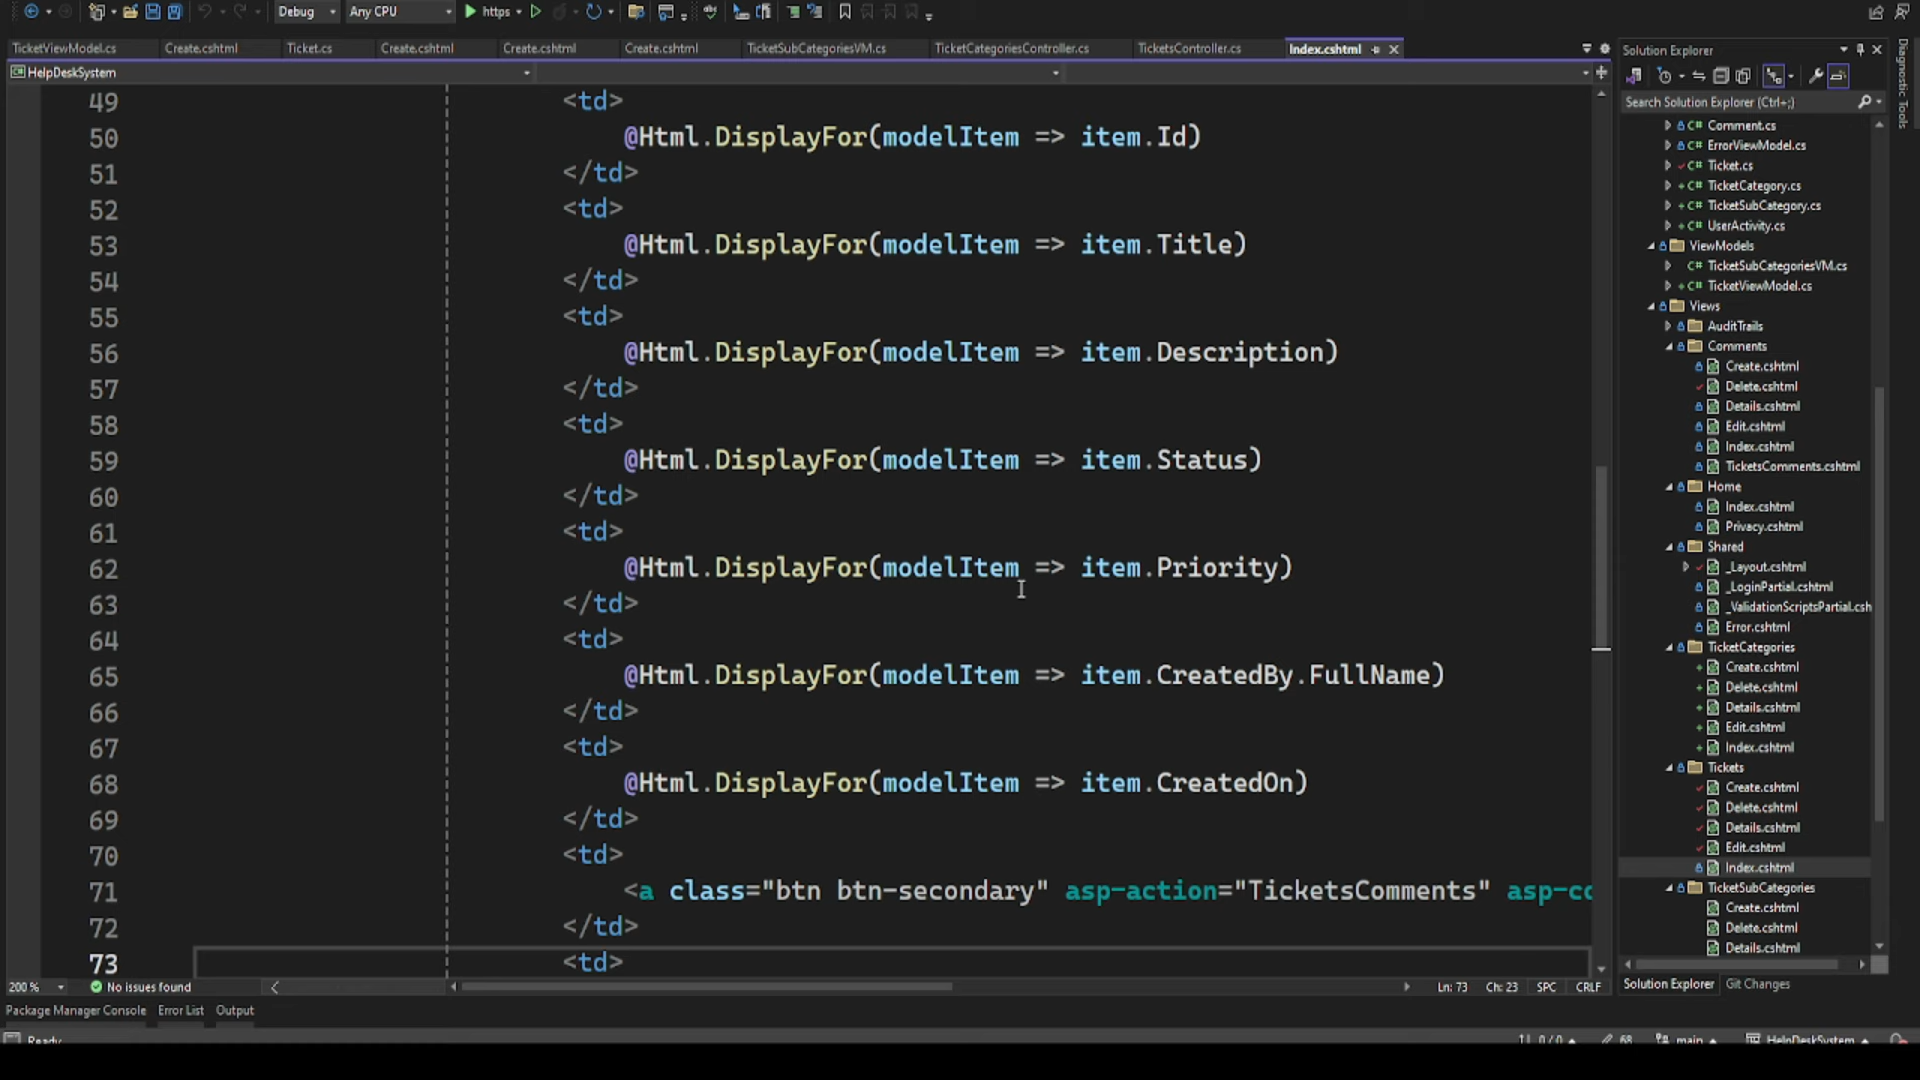 Debug
Any CPU
https
TicketViewModel.cs
Create.cshtml
Ticket.cs
Create.cshtml
Create.cshtml
Create.cshtml
TicketSubCategoriesVM.cs
TicketCategoriesController.cs
TicketsController.cs
Index.cshtml
HelpDeskSystem
49 <td>
50 @Html.DisplayFor(modelItem => item.Id)
51 </td>
52 <td>
53 @Html.DisplayFor(modelItem => item.Title)
54 </td>
55 <td>
56 @Html.DisplayFor(modelItem => item.Description)
57 </td>
58 <td>
59 @Html.DisplayFor(modelItem => item.Status)
60 </td>
61 <td>
62 @Html.DisplayFor(modelItem => item.Priority)
63 </td>
64 <td>
65 @Html.DisplayFor(modelItem => item.CreatedBy.FullName)
66 </td>
67 <td>
68 @Html.DisplayFor(modelItem => item.CreatedOn)
69 </td>
70 <td>
71 <a class="btn btn-secondary" asp-action="TicketsComments" asp-co
72 </td>
73 <td>
200 %
No issues found
Ln: 73
Ch: 23
SPC
CRLF
Package Manager Console
Error List
Output
Ready
Solution Explorer
Search Solution Explorer (Ctrl+;)
C# Comment.cs
C# ErrorViewModel.cs
C# Ticket.cs
C# TicketCategory.cs
C# TicketSubCategory.cs
C# UserActivity.cs
ViewModels
C# TicketSubCategoriesVM.cs
C# TicketViewModel.cs
Views
AuditTrails
Comments
Create.cshtml
Delete.cshtml
Details.cshtml
Edit.cshtml
Index.cshtml
TicketsComments.cshtml
Home
Index.cshtml
Privacy.cshtml
Shared
_Layout.cshtml
_LoginPartial.cshtml
_ValidationScriptsPartial.csh
Error.cshtml
TicketCategories
Create.cshtml
Delete.cshtml
Details.cshtml
Edit.cshtml
Index.cshtml
Tickets
Create.cshtml
Delete.cshtml
Details.cshtml
Edit.cshtml
Index.cshtml
TicketSubCategories
Create.cshtml
Delete.cshtml
Details.cshtml
Solution Explorer
Git Changes
0 / 0
68
main
HelpDeskSystem
Diagnostic Tools